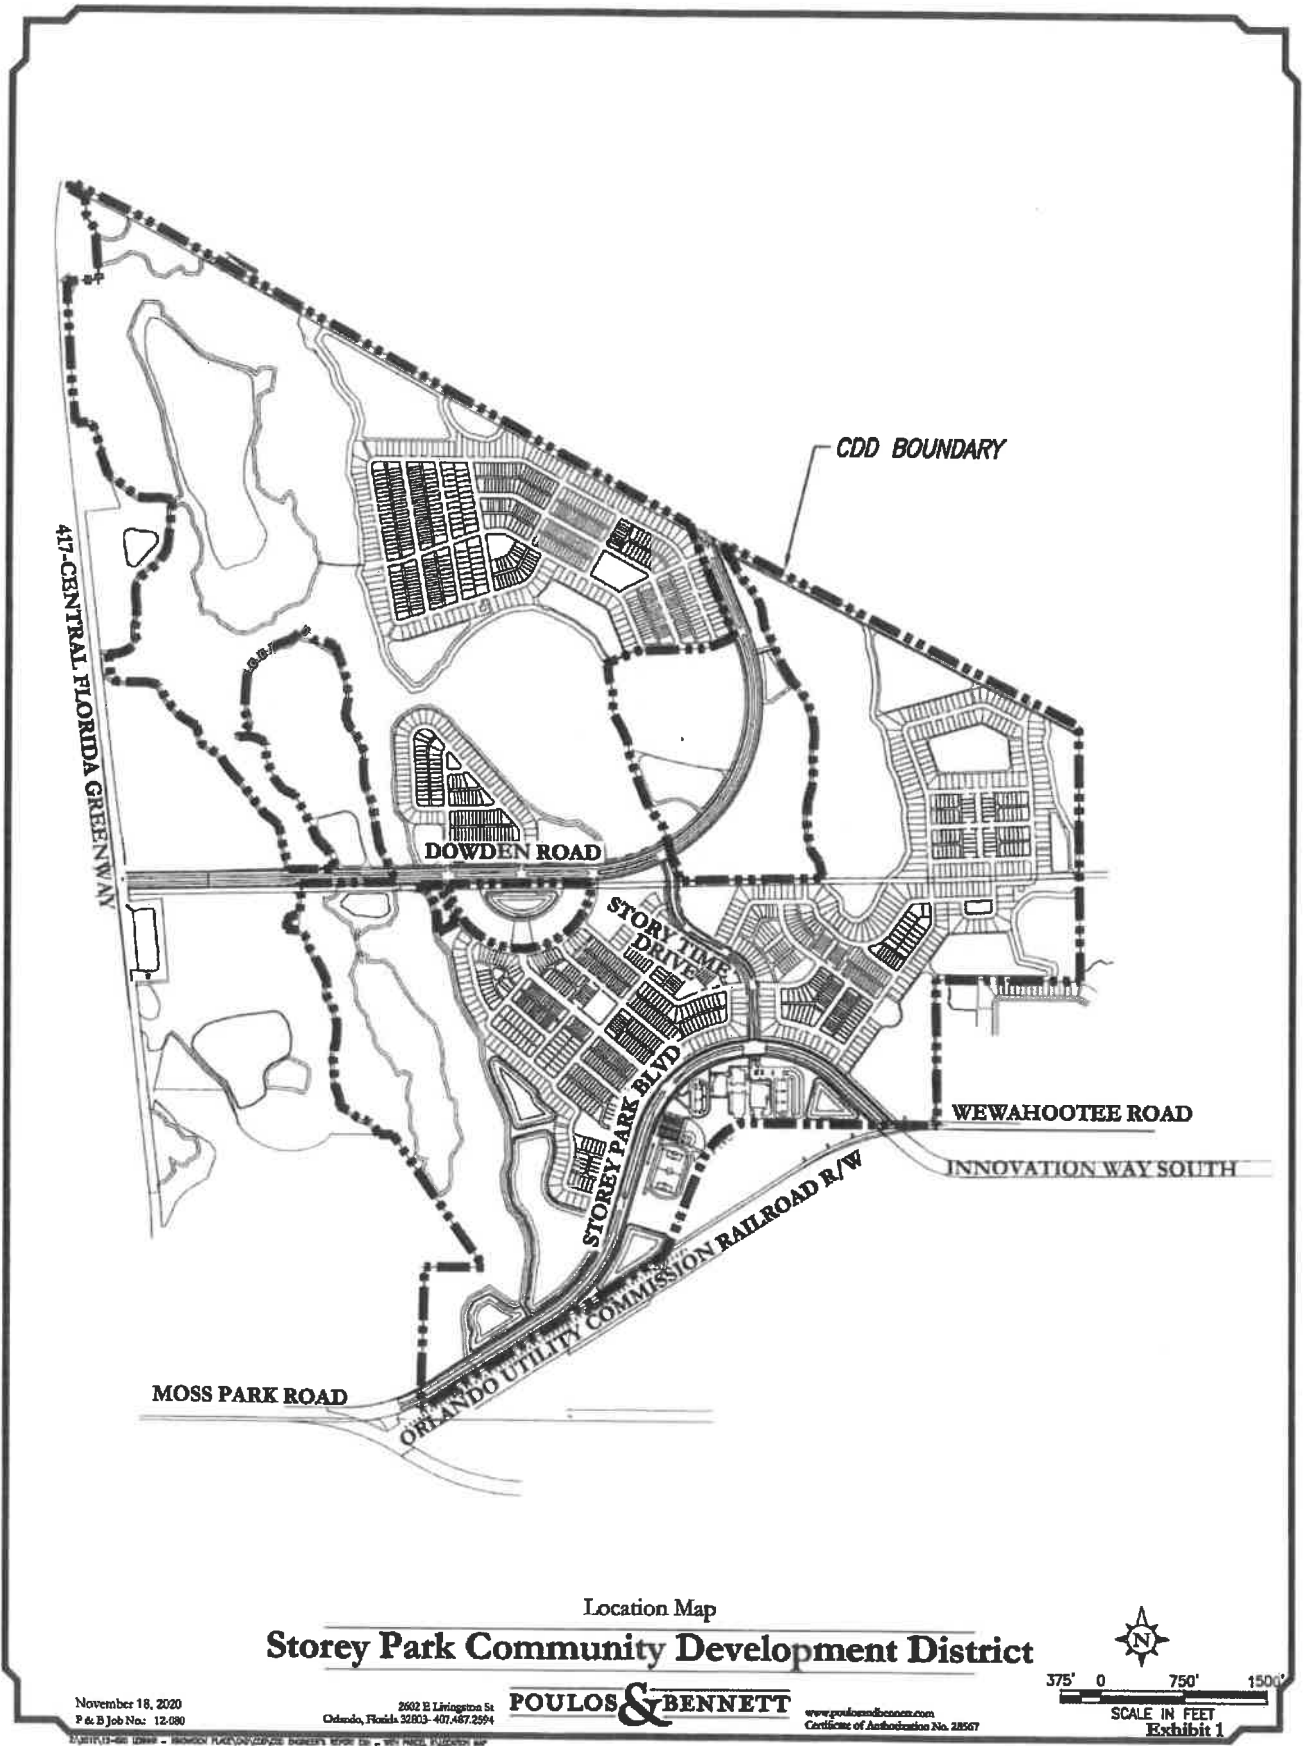 CDD BOUNDARY
417-CENTRAL FLORIDA GREENWAY
DOWDEN ROAD
STORY TIME
DRIVE
STOREY PARK BLVD
WEWAHOOTEE ROAD
INNOVATION WAY SOUTH
ORLANDO UTILITY COMMISSION RAILROAD R/W
MOSS PARK ROAD
Location Map
Storey Park Community Development District
N
375' 0 750' 1500'
SCALE IN FEET
Exhibit 1
November 18, 2020
P & B Job No.: 12-080
2602 E Livingston St
Orlando, Florida 32803- 407.487.2594
POULOS & BENNETT
www.poulosandbennett.com
Certificate of Authorization No. 28567